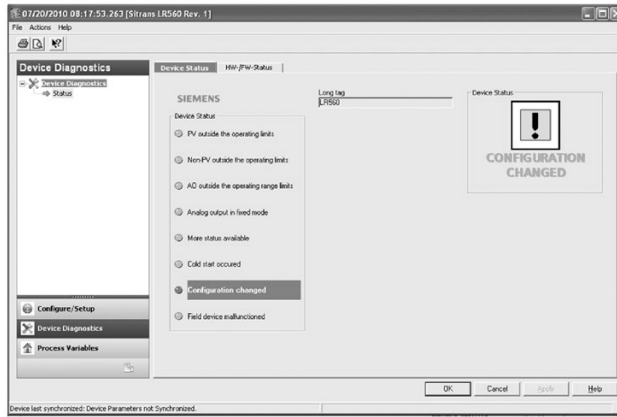 07/20/2010 08:17:53.263 [Sitrans LR560 Rev. 1]
File Actions Help
Device Diagnostics
Device Diagnostics
Status
Device Status
HW-/FW-Status
SIEMENS
Long tag
LR560
Device Status
Device Status
PV outside the operating limits
Non-PV outside the operating limits
AO outside the operating range limits
Analog output in fixed mode
More status available
Cold start occured
Configuration changed
Field device malfunctioned
!
CONFIGURATION
CHANGED
Configure/Setup
Device Diagnostics
Process Variables
OK Cancel Apply Help
Device last synchronized: Device Parameters not Synchronized.